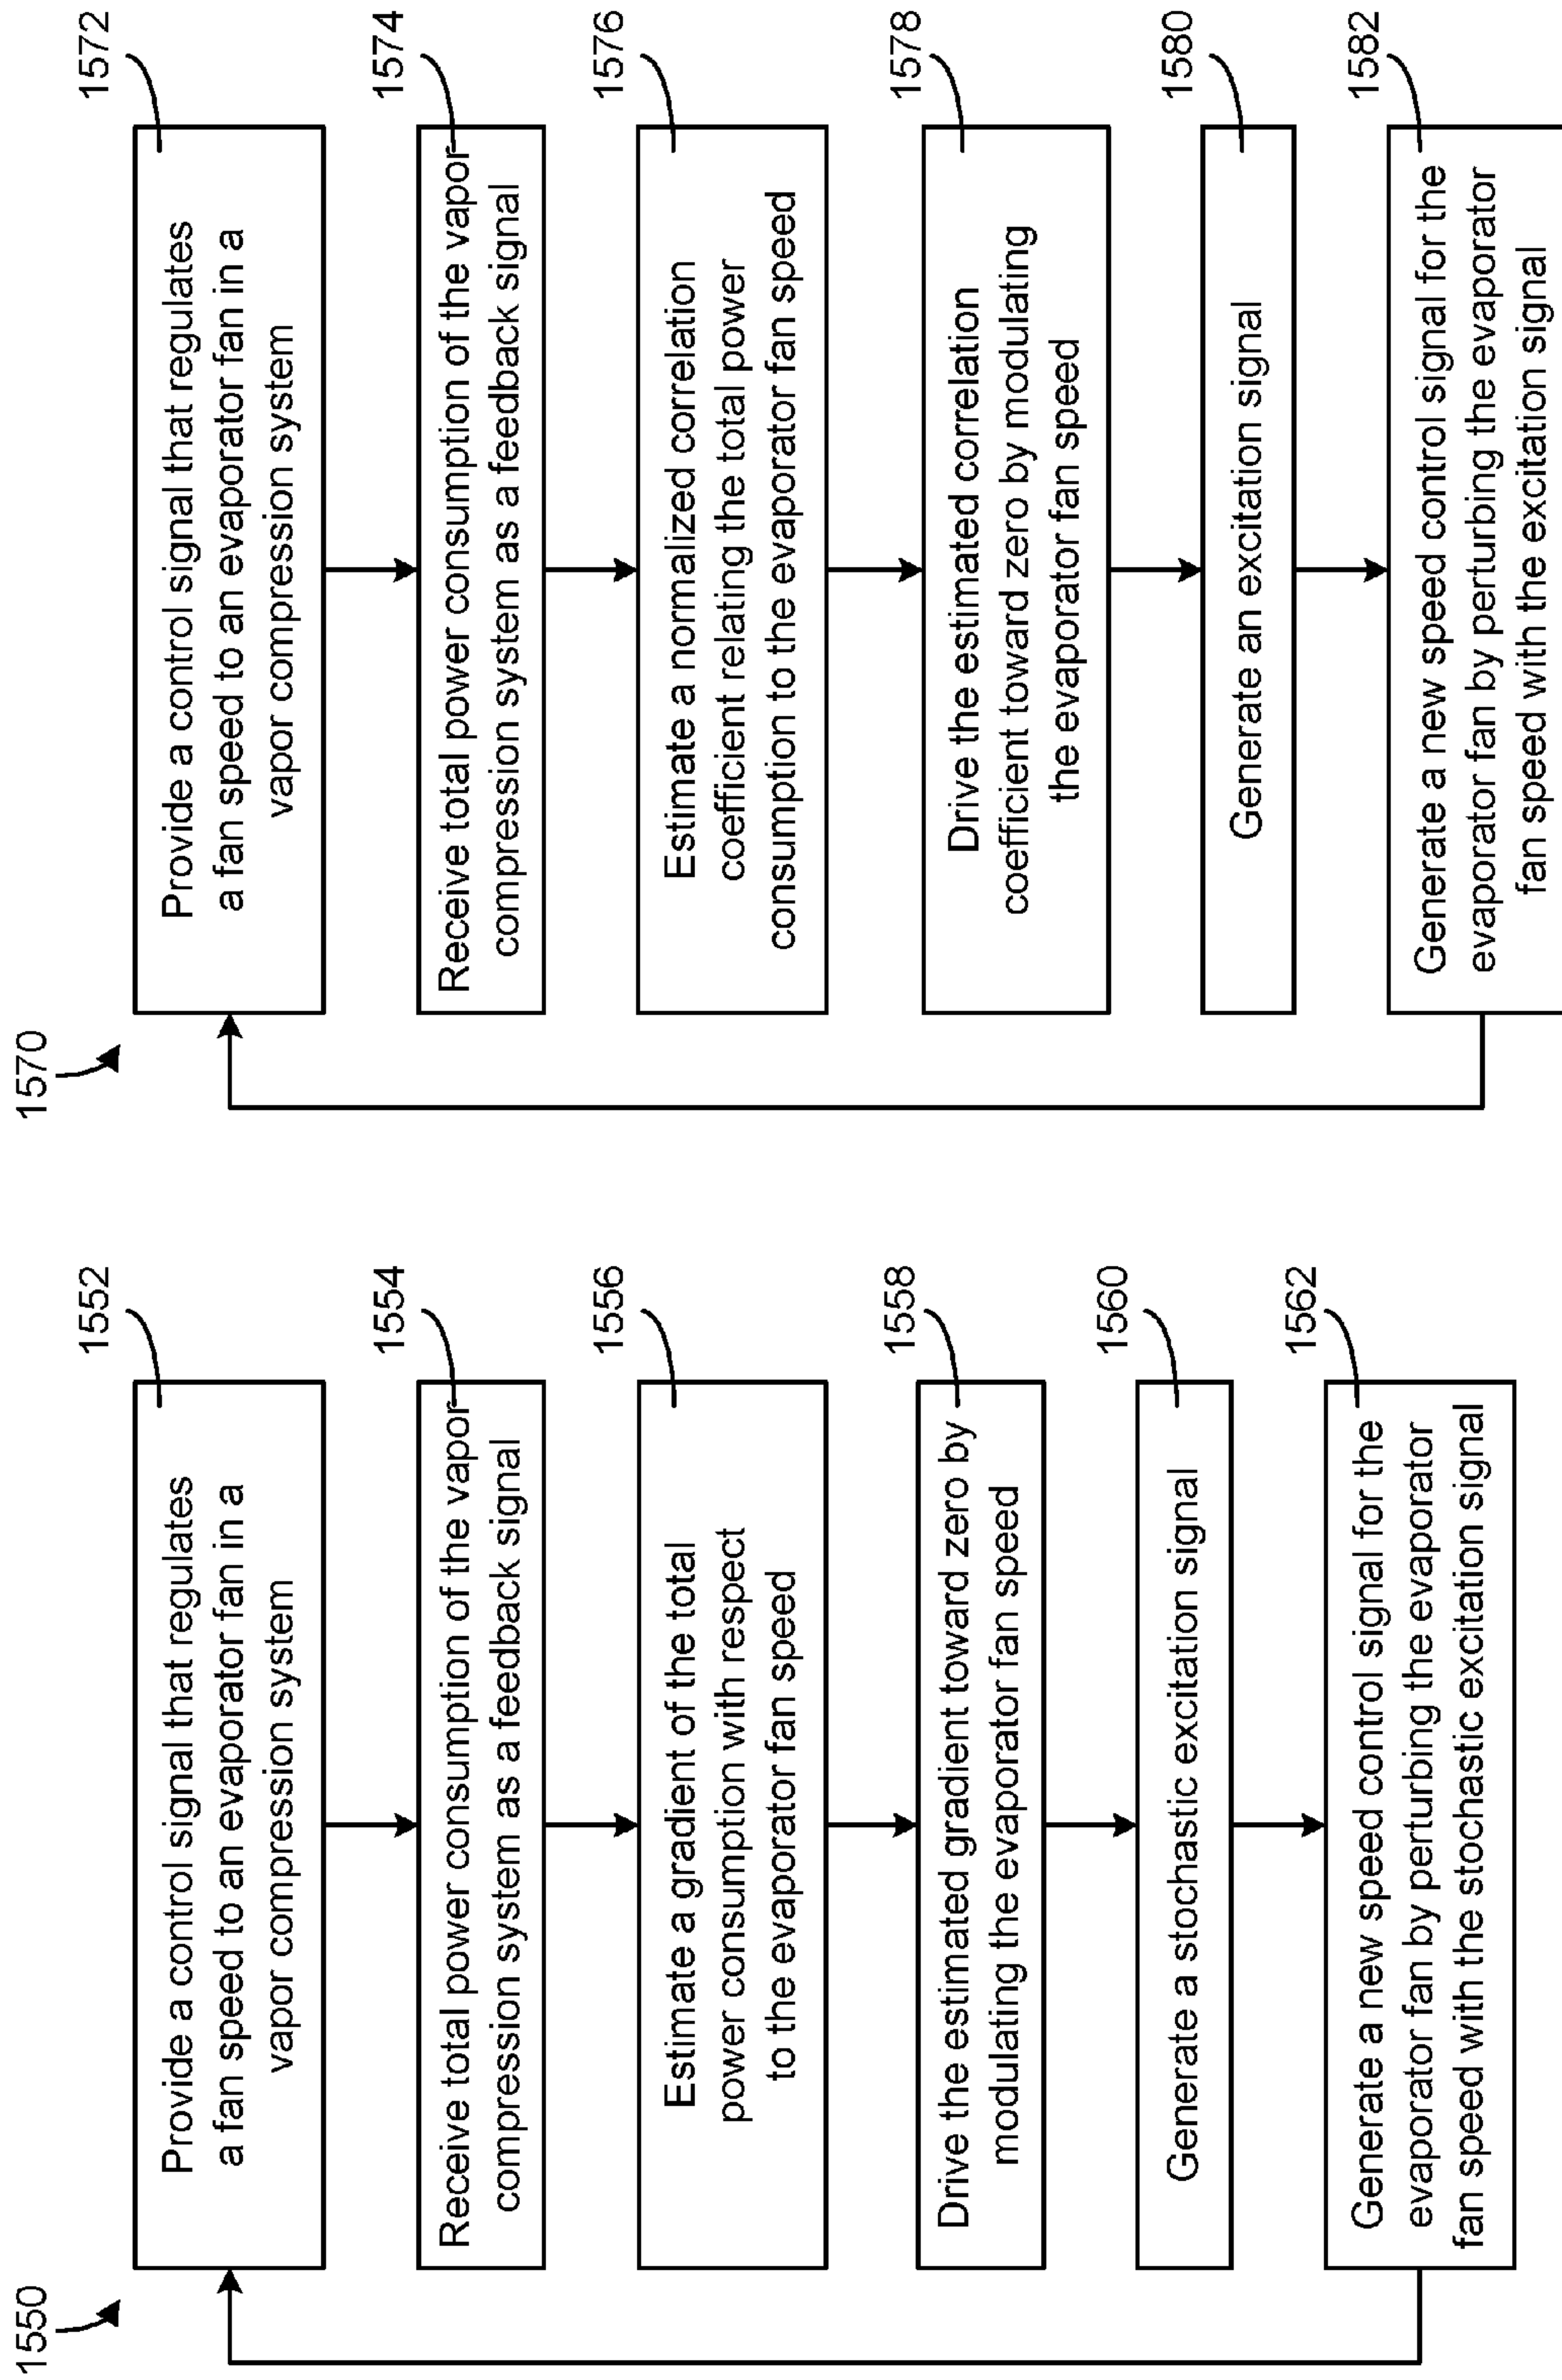 1550
1552
Provide a control signal that regulates
a fan speed to an evaporator fan in a
vapor compression system
1554
Receive total power consumption of the vapor
compression system as a feedback signal
1556
Estimate a gradient of the total
power consumption with respect
to the evaporator fan speed
1558
Drive the estimated gradient toward zero by
modulating the evaporator fan speed
1560
Generate a stochastic excitation signal
1562
Generate a new speed control signal for the
evaporator fan by perturbing the evaporator
fan speed with the stochastic excitation signal
1570
1572
Provide a control signal that regulates
a fan speed to an evaporator fan in a
vapor compression system
1574
Receive total power consumption of the vapor
compression system as a feedback signal
1576
Estimate a normalized correlation
coefficient relating the total power
consumption to the evaporator fan speed
1578
Drive the estimated correlation
coefficient toward zero by modulating
the evaporator fan speed
1580
Generate an excitation signal
1582
Generate a new speed control signal for the
evaporator fan by perturbing the evaporator
fan speed with the excitation signal